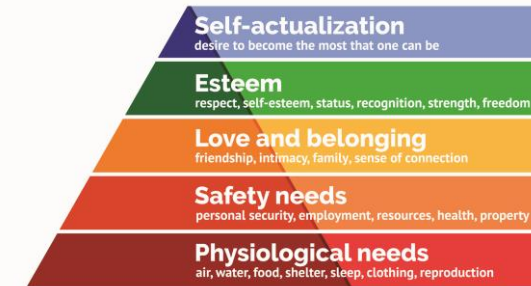 Self-actualization
desire to become the most that one can be
Esteem
respect, self-esteem, status, recognition, strength, freedom
Love and belonging
friendship, intimacy, family, sense of connection
Safety needs
personal security, employment, resources, health, property
Physiological needs
air, water, food, shelter, sleep, clothing, reproduction